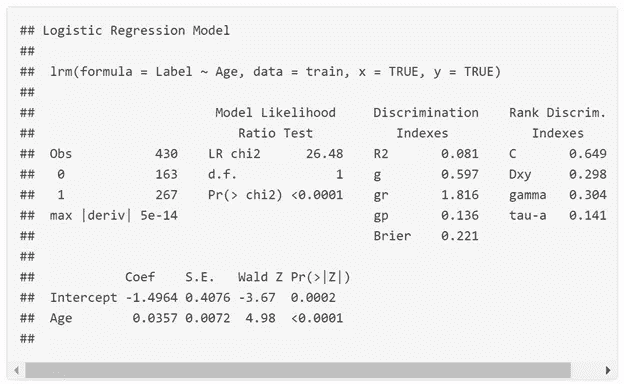 ## Logistic Regression Model
##
##  lrm(formula = Label ~ Age, data = train, x = TRUE, y = TRUE)
##
##                       Model Likelihood     Discrimination    Rank Discrim.
##                          Ratio Test           Indexes           Indexes
##  Obs           430    LR chi2      26.48    R2       0.081    C       0.649
##   0            163    d.f.             1    g        0.597    Dxy     0.298
##   1            267    Pr(> chi2) <0.0001    gr       1.816    gamma   0.304
##  max |deriv| 5e-14                          gp       0.136    tau-a   0.141
##                                             Brier    0.221
##
##            Coef    S.E.   Wald Z Pr(>|Z|)
##  Intercept -1.4964 0.4076 -3.67  0.0002
##  Age        0.0357 0.0072  4.98  <0.0001
##